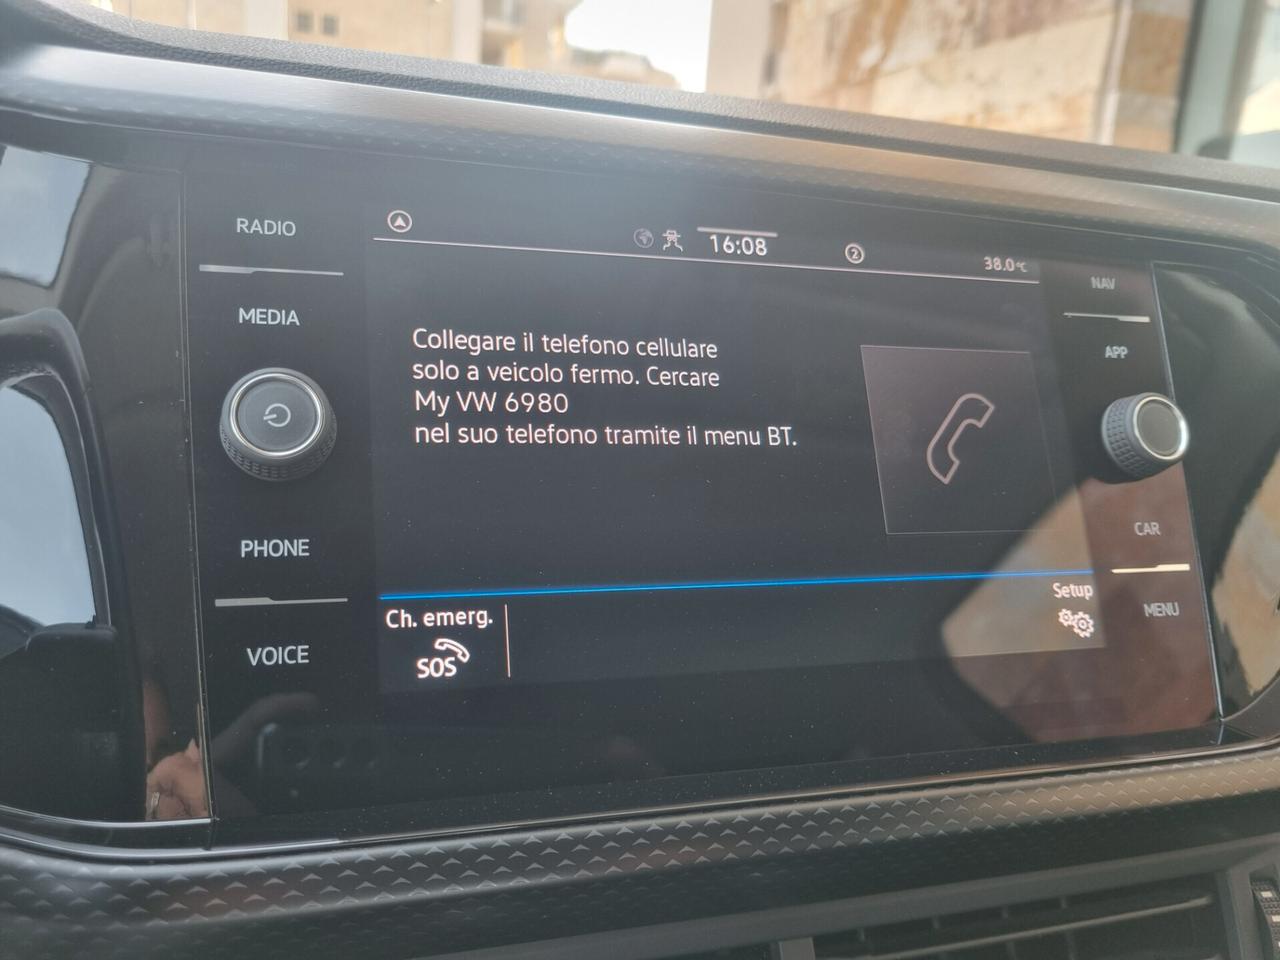 RADIO
MEDIA
PHONE
VOICE
16:08
2
38.0°C
Collegare il telefono cellulare
solo a veicolo fermo. Cercare
My VW 6980
nel suo telefono tramite il menu BT.
Ch. emerg.
SOS
Setup
NAV
APP
CAR
MENU